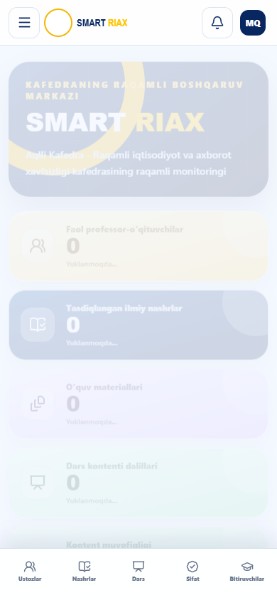 SMART RIAX
MQ
KAFEDRANING RAQAMLI BOSHQARUV
MARKAZI
SMART RIAX
Aqlli Kafedra - Raqamli iqtisodiyot va axborot
texnologiyalari kafedrasining raqamli monitoringi
Faol professor-o'qituvchilar
0
Yuklanmoqda...
Tasdiqlangan ilmiy nashrlar
0
Yuklanmoqda...
O'quv materiallari
0
Yuklanmoqda...
Dars kontenti dalillari
0
Yuklanmoqda...
Kontent muvofiqligi
Ustozlar
Nashrlar
Dars
Sifat
Bitiruvchilar